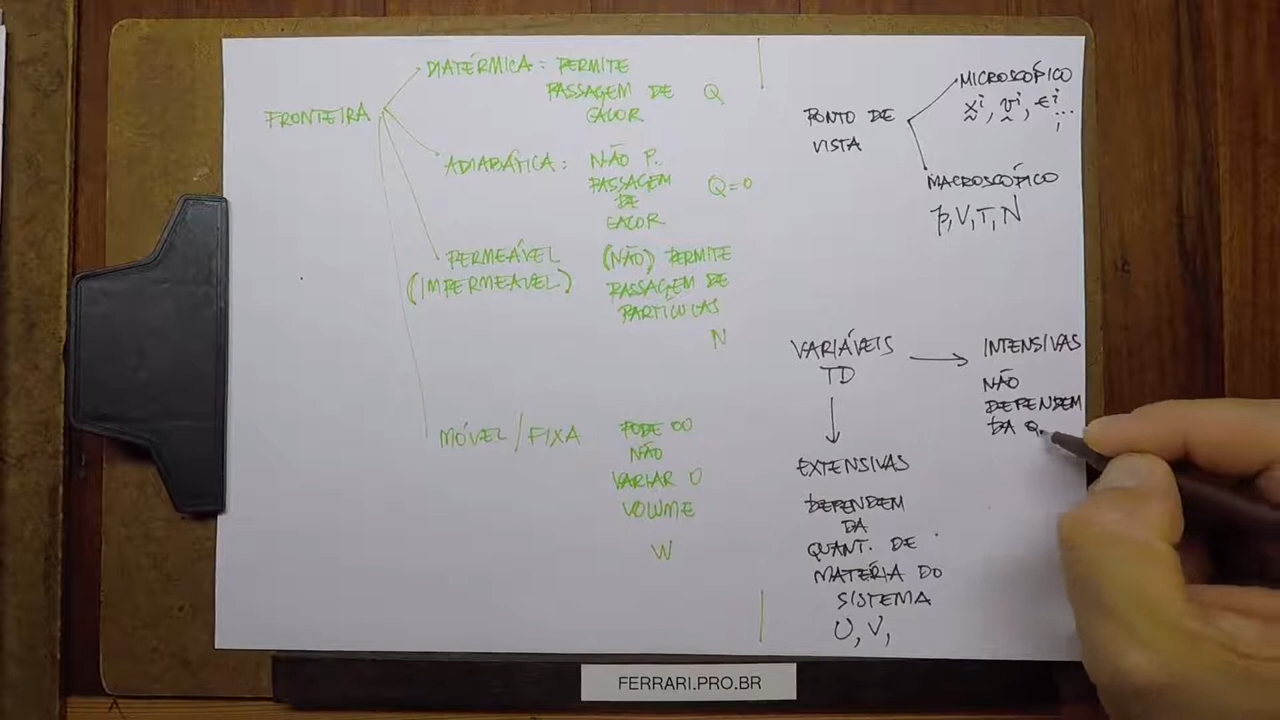 FRONTEIRA
DIATÉRMICA = PERMITE
PASSAGEM DE Q
CALOR
ADIABÁTICA : NÃO P.
PASSAGEM Q=0
DE
CALOR
PERMEÁVEL (NÃO) PERMITE
(IMPERMEAVEL) PASSAGEM DE
PARTÍCULAS
N
MÓVEL / FIXA PODE OU
NÃO
VARIAR O
VOLUME
W
PONTO DE
VISTA
MICROSCÓPICO
x^i, v^i, ε^i, ...
MACROSCÓPICO
p, V, T, N
VARIÁVEIS
TD
INTENSIVAS
NÃO
DEPENDEM
DA Q.
EXTENSIVAS
DEPENDEM
DA
QUANT. DE
MATÉRIA DO
SISTEMA
U, V,
FERRARI.PRO.BR